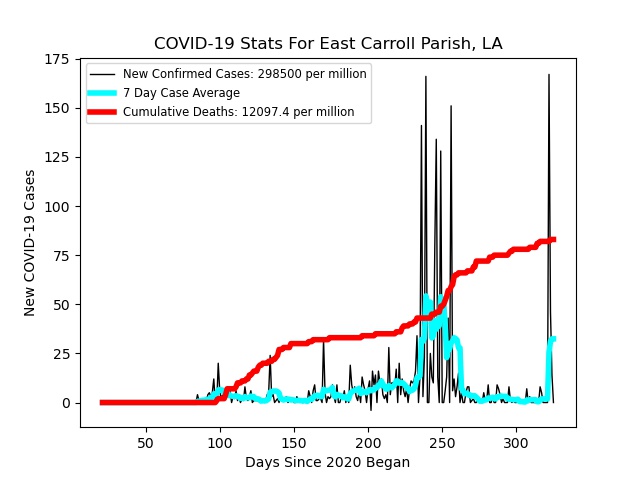 COVID-19 Stats For East Carroll Parish, LA
New Confirmed Cases: 298500 per million
7 Day Case Average
Cumulative Deaths: 12097.4 per million
175
150
125
100
75
50
25
0
New COVID-19 Cases
50 100 150 200 250 300
Days Since 2020 Began